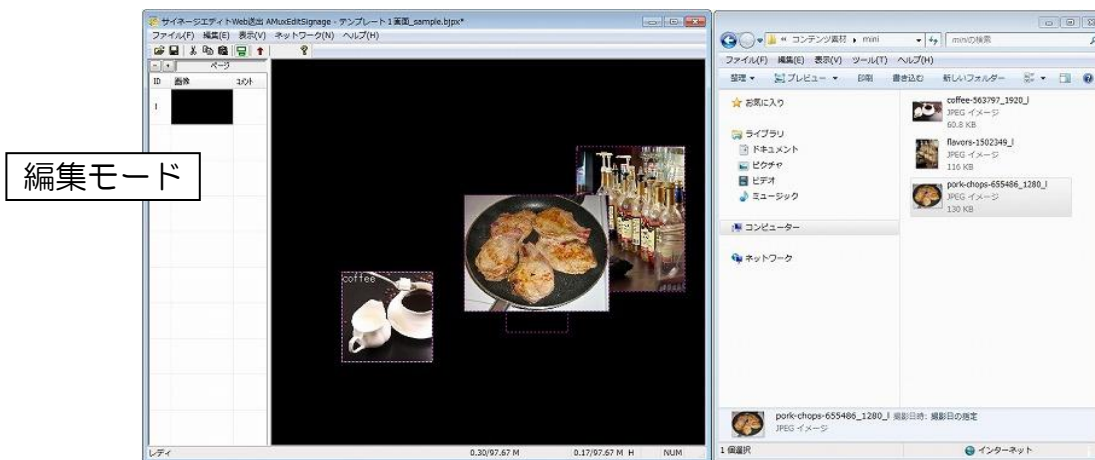 編集モード
サイネージエディトWeb送出 AMuxEditSignage - テンプレート1画面_sample.bjpx*
ファイル(F) 編集(E) 表示(V) ネットワーク(N) ヘルプ(H)
ページ
ID 画像 コメント
1
coffee
レディ 0.30/97.67 M 0.17/97.67 M H NUM
« コンテンツ素材 ▸ mini miniの検索
ファイル(F) 編集(E) 表示(V) ツール(T) ヘルプ(H)
整理 プレビュー 印刷 書き込む 新しいフォルダー
お気に入り
ライブラリ
ドキュメント
ピクチャ
ビデオ
ミュージック
コンピューター
ネットワーク
coffee-563797_1920_l
JPEG イメージ
60.8 KB
flavors-1502349_l
JPEG イメージ
116 KB
pork-chops-655486_1280_l
JPEG イメージ
130 KB
pork-chops-655486_1280_l 撮影日時: 撮影日の指定
JPEG イメージ
1 個選択 インターネット